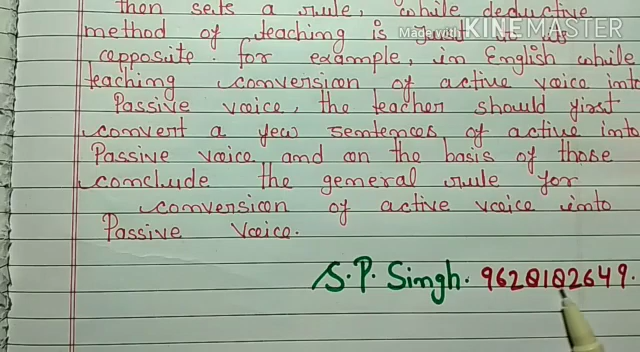 then sets a rule, while deductive
method of teaching is just its
Made with KINEMASTER
opposite. for example, in English while
teaching conversion of active voice into
Passive voice, the teacher should first
convert a few sentences of active into
Passive voice and on the basis of those
conclude the general rule for
conversion of active voice into
Passive voice.
S.P. Singh. 9620102649.